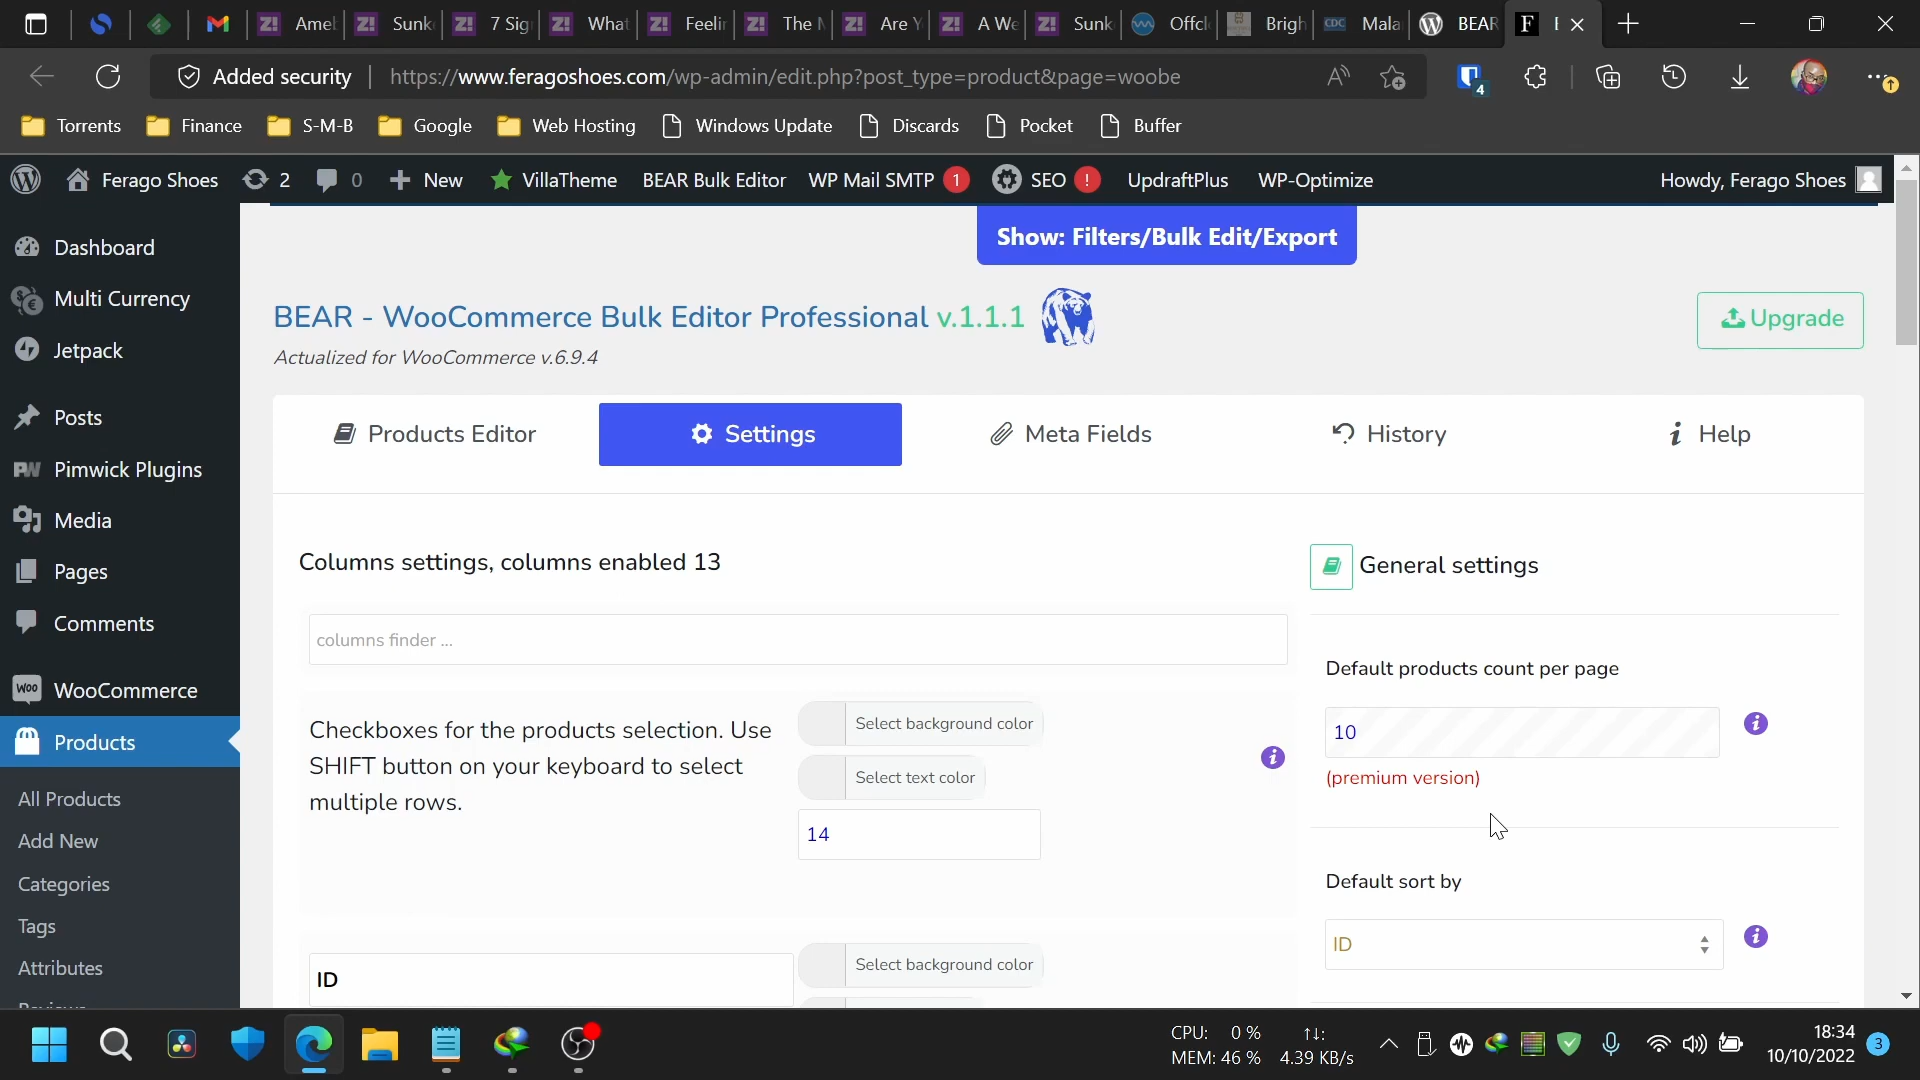 Ameb
Sunk
7 Sig
What
Feelin
The M
Are Y
A We
Sunk
Offcl
Brigh
CDC
Mala
BEAR
F
Added security
https://www.feragoshoes.com/wp-admin/edit.php?post_type=product&page=woobe
4
Torrents
Finance
S-M-B
Google
Web Hosting
Windows Update
Discards
Pocket
Buffer
Ferago Shoes
2
0
New
VillaTheme
BEAR Bulk Editor
WP Mail SMTP
1
SEO
!
UpdraftPlus
WP-Optimize
Howdy, Ferago Shoes
Dashboard
Multi Currency
Jetpack
Posts
Pimwick Plugins
Media
Pages
Comments
WooCommerce
Products
All Products
Add New
Categories
Tags
Attributes
Show: Filters/Bulk Edit/Export
BEAR - WooCommerce Bulk Editor Professional v.1.1.1
Actualized for WooCommerce v.6.9.4
Upgrade
Products Editor
Settings
Meta Fields
History
Help
Columns settings, columns enabled 13
columns finder ...
Checkboxes for the products selection. Use
SHIFT button on your keyboard to select
multiple rows.
Select background color
Select text color
14
ID
Select background color
General settings
Default products count per page
10
(premium version)
Default sort by
ID
CPU: 0 %
MEM: 46 %
↑↓:
4.39 KB/s
18:34
10/10/2022
3